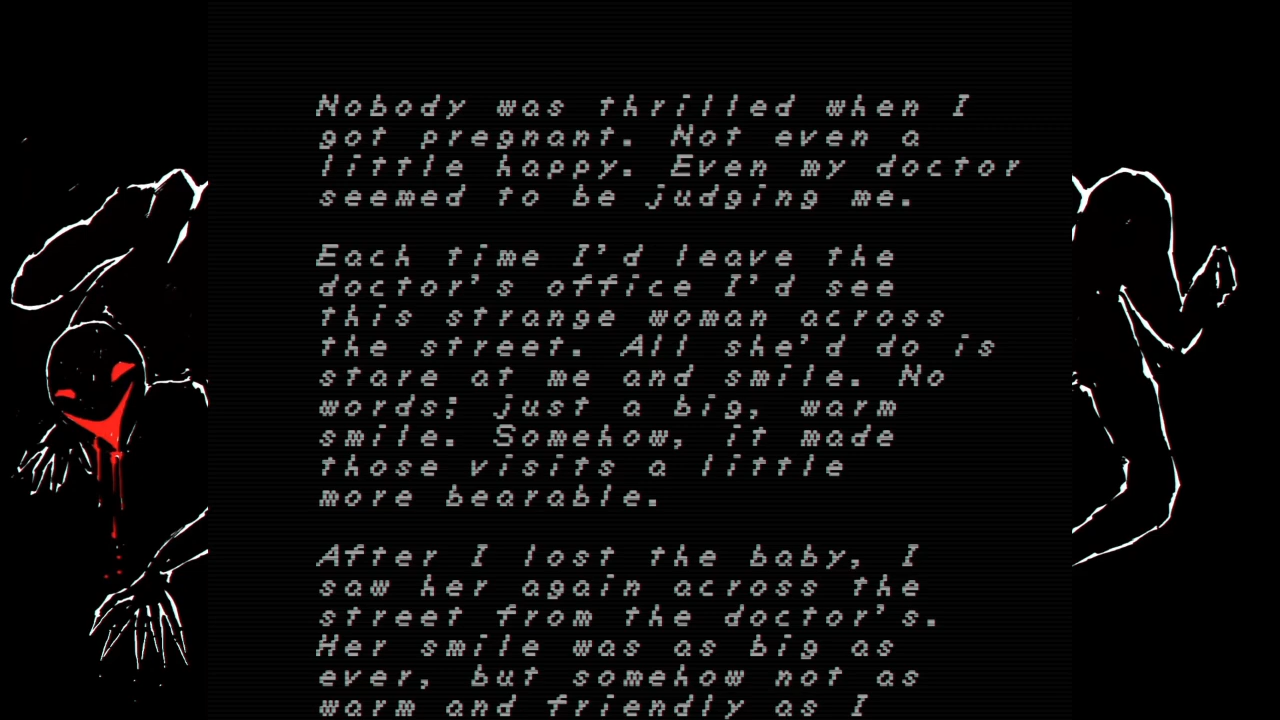 Nobody was thrilled when I
got pregnant. Not even a
little happy. Even my doctor
seemed to be judging me.
Each time I'd leave the
doctor's office I'd see
this strange woman across
the street. All she'd do is
stare at me and smile. No
words; just a big, warm
smile. Somehow, it made
those visits a little
more bearable.
After I lost the baby, I
saw her again across the
street from the doctor's.
Her smile was as big as
ever, but somehow not as
warm and friendly as I